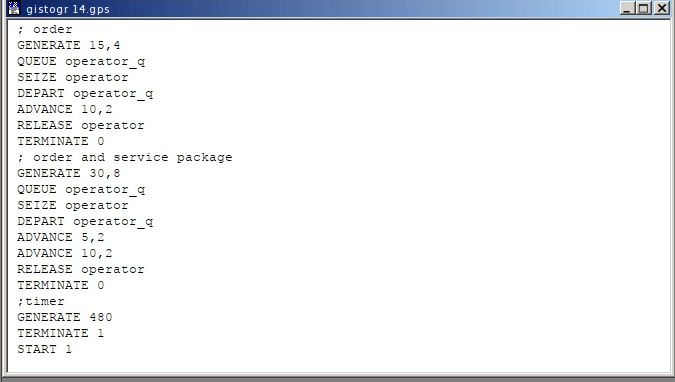 gistogr 14.gps
; order
GENERATE 15,4
QUEUE operator_q
SEIZE operator
DEPART operator_q
ADVANCE 10,2
RELEASE operator
TERMINATE 0
; order and service package
GENERATE 30,8
QUEUE operator_q
SEIZE operator
DEPART operator_q
ADVANCE 5,2
ADVANCE 10,2
RELEASE operator
TERMINATE 0
;timer
GENERATE 480
TERMINATE 1
START 1